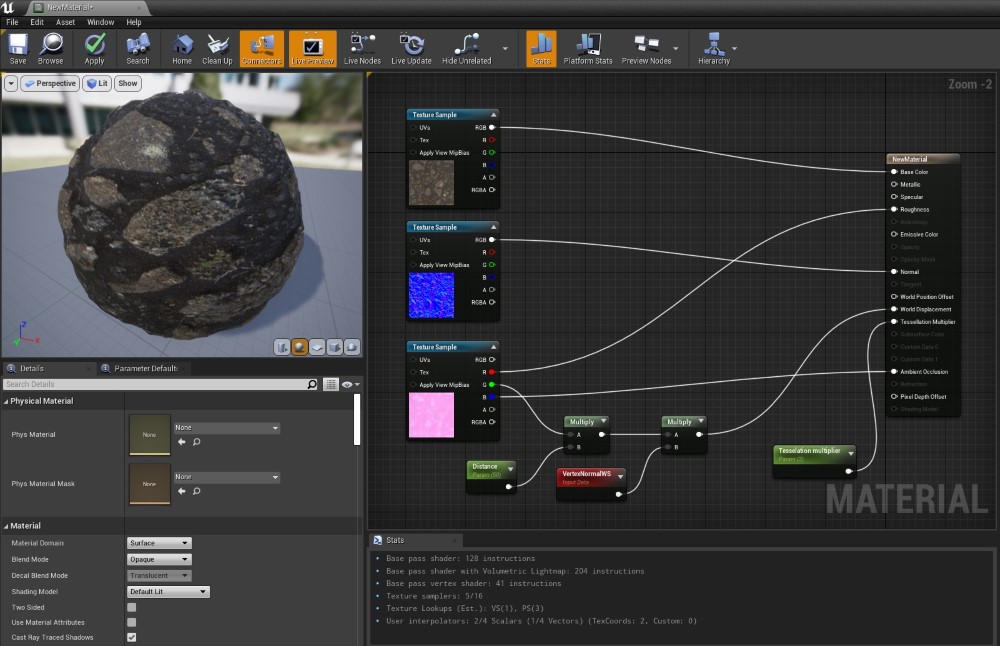 NewMaterial*
File Edit Asset Window Help
Save Browse Apply Search Home Clean Up Connectors Live Preview Live Nodes Live Update Hide Unrelated Stats Platform Stats Preview Nodes Hierarchy
Perspective Lit Show
Zoom -2
Texture Sample
UVs RGB
Tex R
Apply View MipBias G
B
A
RGBA
Texture Sample
UVs RGB
Tex R
Apply View MipBias G
B
A
RGBA
Texture Sample
UVs RGB
Tex R
Apply View MipBias G
B
A
RGBA
NewMaterial
Base Color
Metallic
Specular
Roughness
Anisotropy
Emissive Color
Opacity
Opacity Mask
Normal
Tangent
World Position Offset
World Displacement
Tessellation Multiplier
Subsurface Color
Custom Data 0
Custom Data 1
Ambient Occlusion
Refraction
Pixel Depth Offset
Shading Model
Multiply
A
B
Multiply
A
B
Distance
Param (50)
VertexNormalWS
Input Data
Tesselation multiplier
Param (3)
MATERIAL
Z
X
Details Parameter Default
Search Details
Physical Material
Phys Material None None
Phys Material Mask None None
Material
Material Domain Surface
Blend Mode Opaque
Decal Blend Mode Translucent
Shading Model Default Lit
Two Sided
Use Material Attributes
Cast Ray Traced Shadows
Stats
Base pass shader: 128 instructions
Base pass shader with Volumetric Lightmap: 204 instructions
Base pass vertex shader: 41 instructions
Texture samplers: 5/16
Texture Lookups (Est.): VS(1), PS(3)
User interpolators: 2/4 Scalars (1/4 Vectors) (TexCoords: 2, Custom: 0)